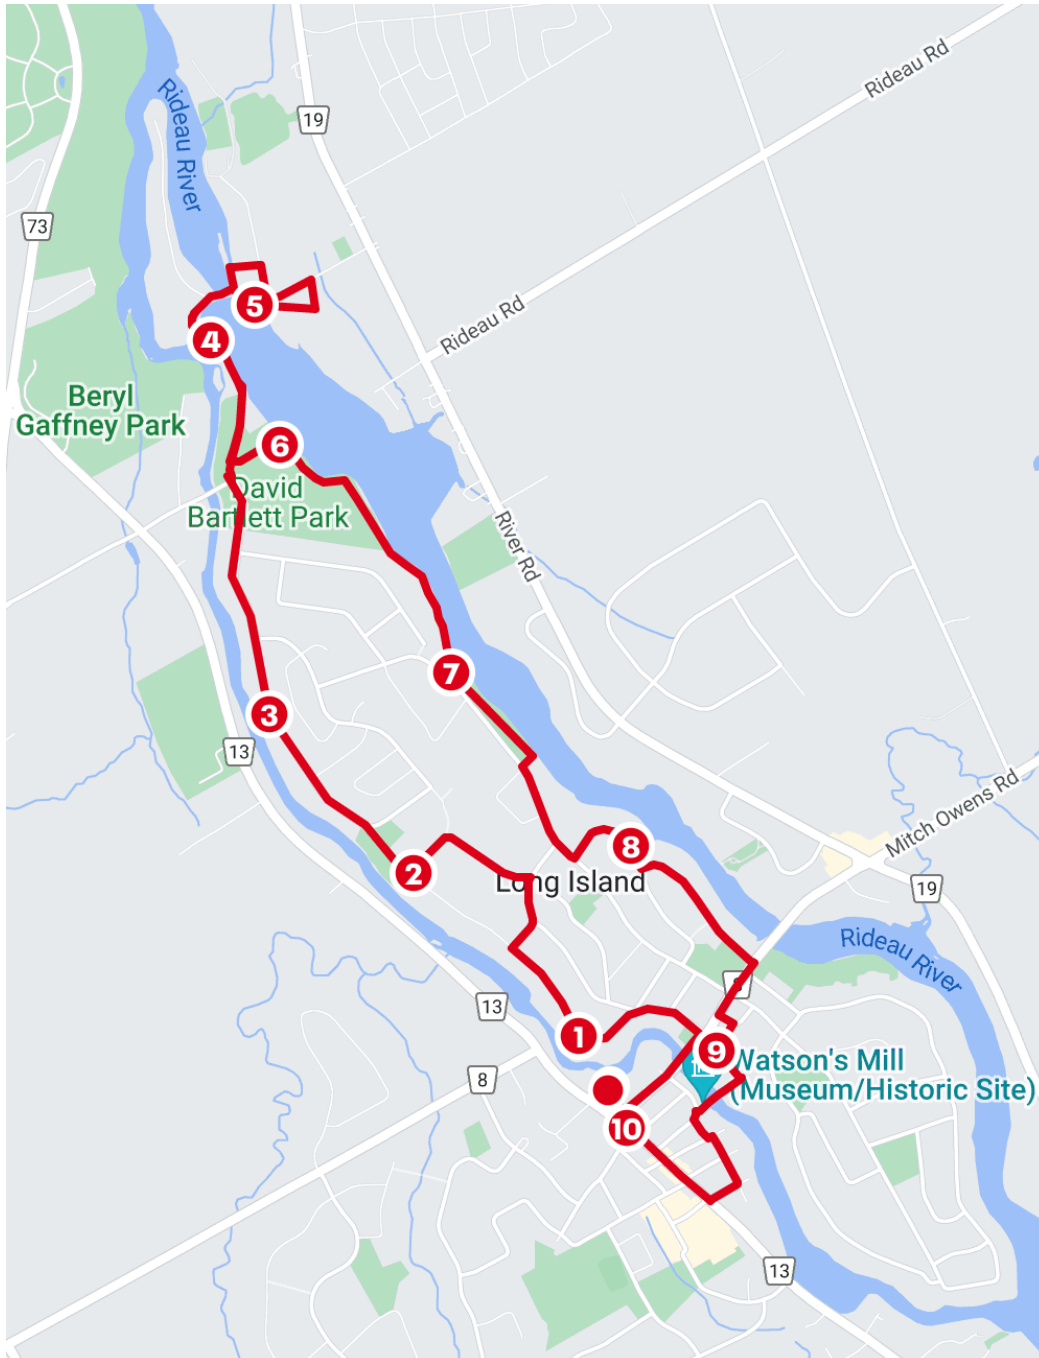 Rideau Rd
Rideau River
19
73
5
Rideau Rd
4
Beryl
Gaffney Park
6
David
Bartlett Park
River Rd
7
3
13
Mitch Owens Rd
8
2
Long Island
19
Rideau River
13
1
9
Watson's Mill
(Museum/Historic Site)
8
10
13